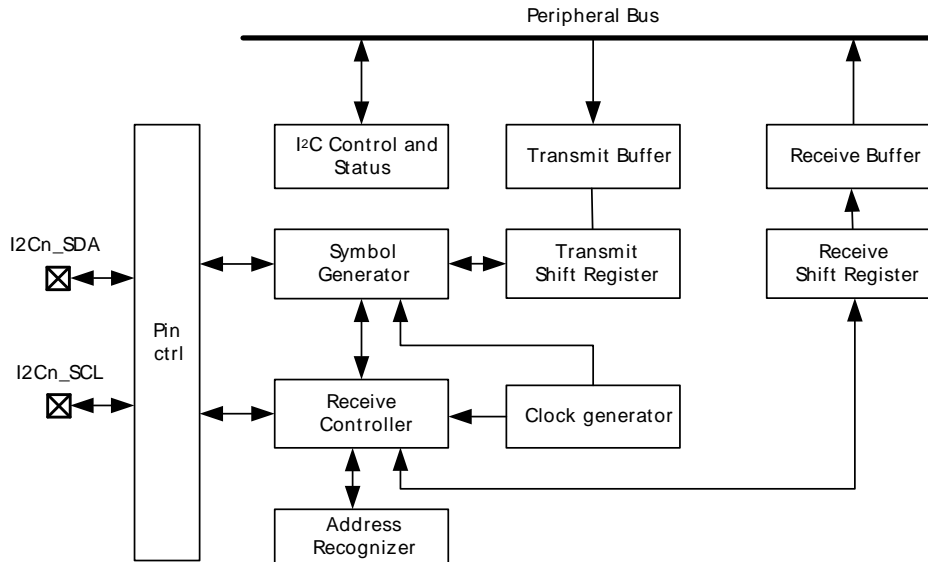 Peripheral Bus
I2C Control and
Status
Transmit Buffer
Receive Buffer
I2Cn_SDA
Symbol
Generator
Transmit
Shift Register
Receive
Shift Register
Pin
ctrl
I2Cn_SCL
Receive
Controller
Clock generator
Address
Recognizer